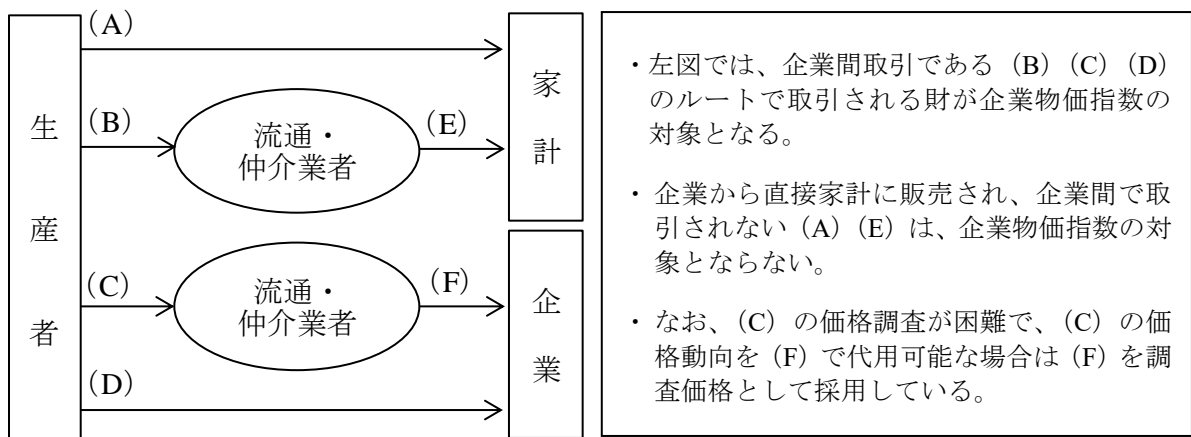 (A)
(B)
流通・
仲介業者
(E)
家計
生産者
(C)
流通・
仲介業者
(F)
企業
(D)
・左図では、企業間取引である（B）（C）（D）
のルートで取引される財が企業物価指数の
対象となる。
・企業から直接家計に販売され、企業間で取
引されない（A）（E）は、企業物価指数の対
象とならない。
・なお、（C）の価格調査が困難で、（C）の価
格動向を（F）で代用可能な場合は（F）を調
査価格として採用している。